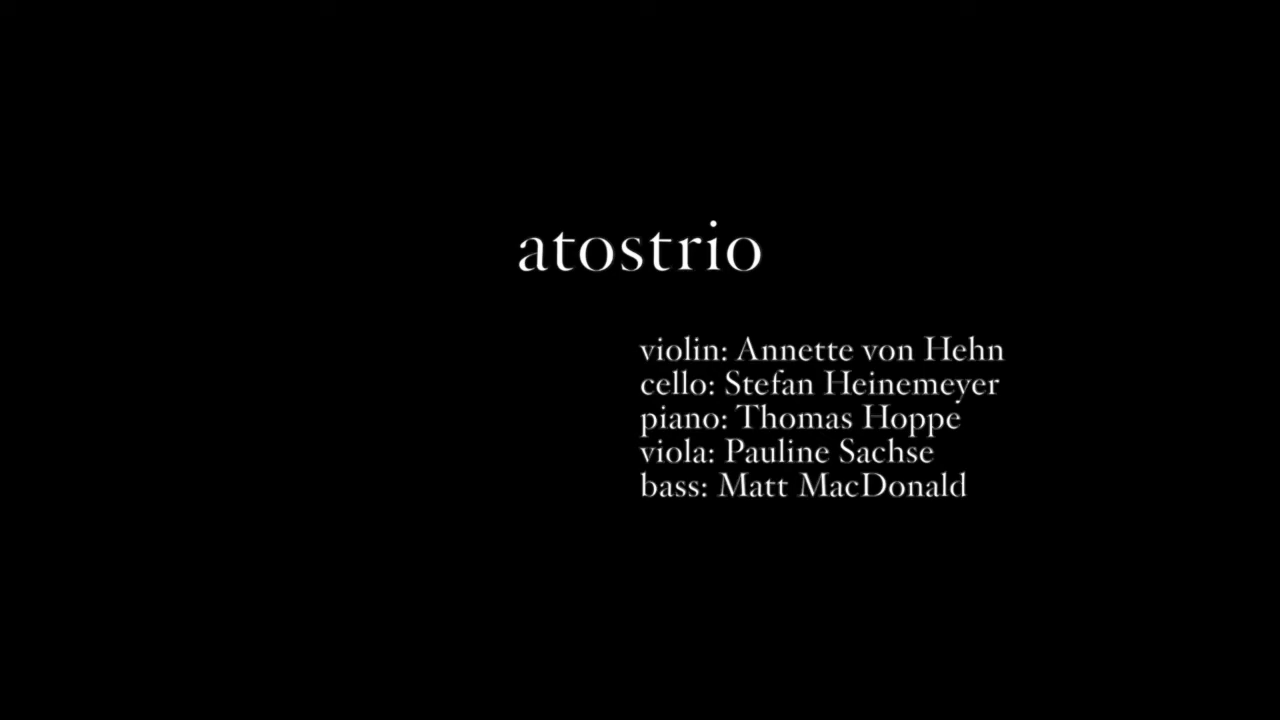 atostrio
violin: Annette von Hehn
cello: Stefan Heinemeyer
piano: Thomas Hoppe
viola: Pauline Sachse
bass: Matt MacDonald